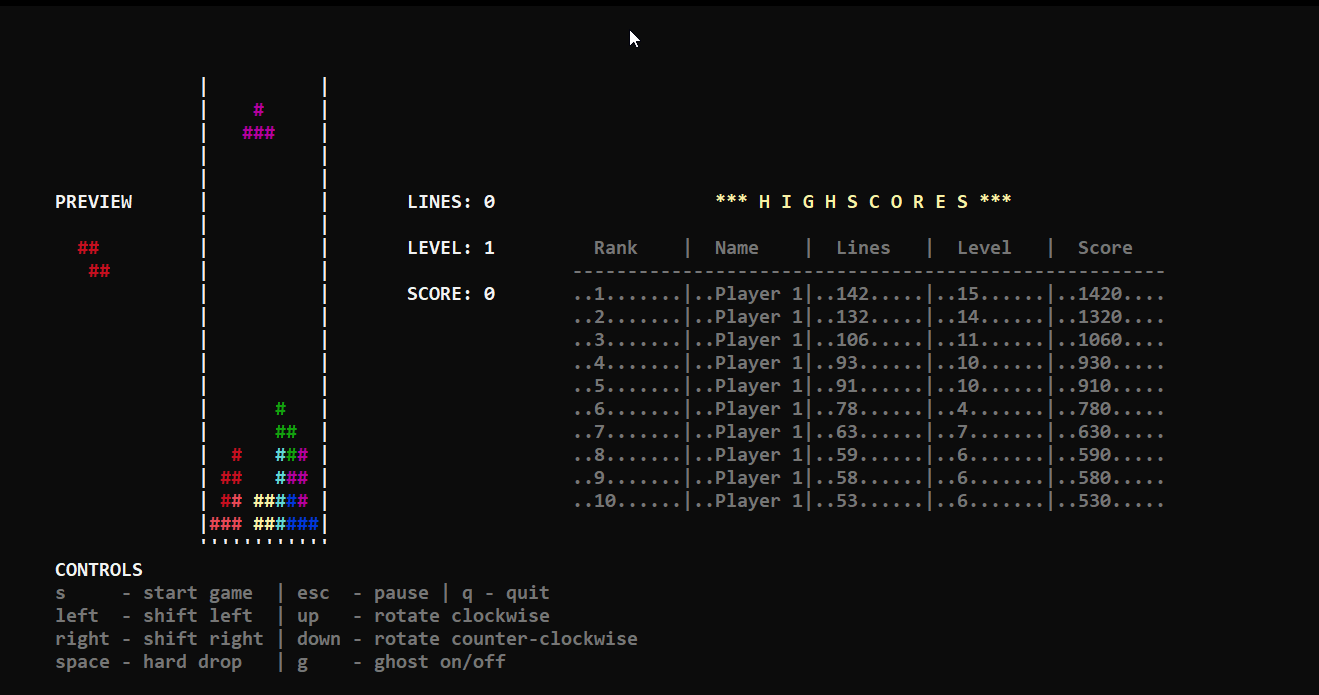 |          |
|    #     |
|   ###    |
|          |
|          |
PREVIEW | | LINES: 0 *** H I G H S C O R E S ***
|          |
## | | LEVEL: 1 Rank | Name | Lines | Level | Score
## | | ------------------------------------------------------
| | SCORE: 0 ..1.......|..Player 1|..142.....|..15......|..1420....
| | ..2.......|..Player 1|..132.....|..14......|..1320....
| | ..3.......|..Player 1|..106.....|..11......|..1060....
| | ..4.......|..Player 1|..93......|..10......|..930.....
| | ..5.......|..Player 1|..91......|..10......|..910.....
|      #   | ..6.......|..Player 1|..78......|..4.......|..780.....
|      ##  | ..7.......|..Player 1|..63......|..7.......|..630.....
|  #   ### | ..8.......|..Player 1|..59......|..6.......|..590.....
| ##   ### | ..9.......|..Player 1|..58......|..6.......|..580.....
| ## ##### | ..10......|..Player 1|..53......|..6.......|..530.....
|### ######|
''''''''''''
CONTROLS
s     - start game  | esc  - pause | q - quit
left  - shift left  | up   - rotate clockwise
right - shift right | down - rotate counter-clockwise
space - hard drop   | g    - ghost on/off